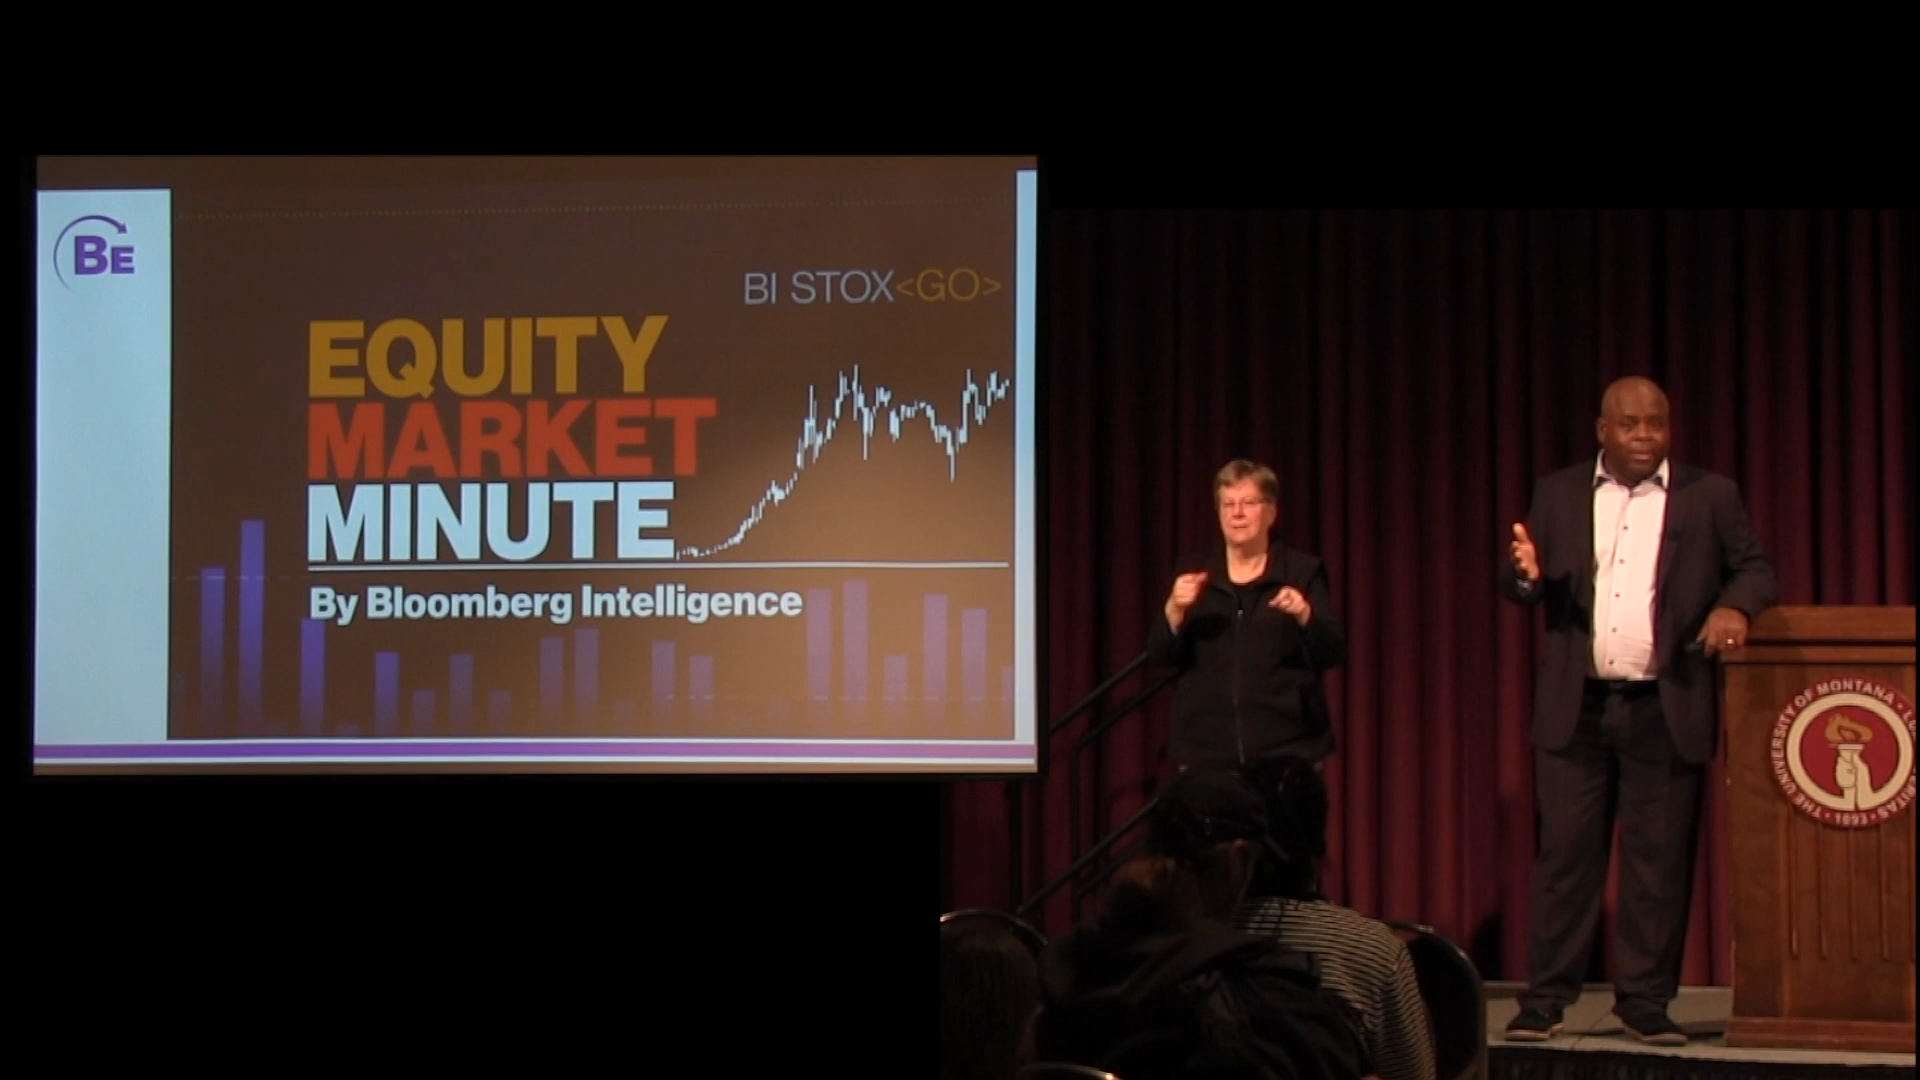 BE
BI STOX<GO>
EQUITY
MARKET
MINUTE
By Bloomberg Intelligence
THE UNIVERSITY OF MONTANA
1893